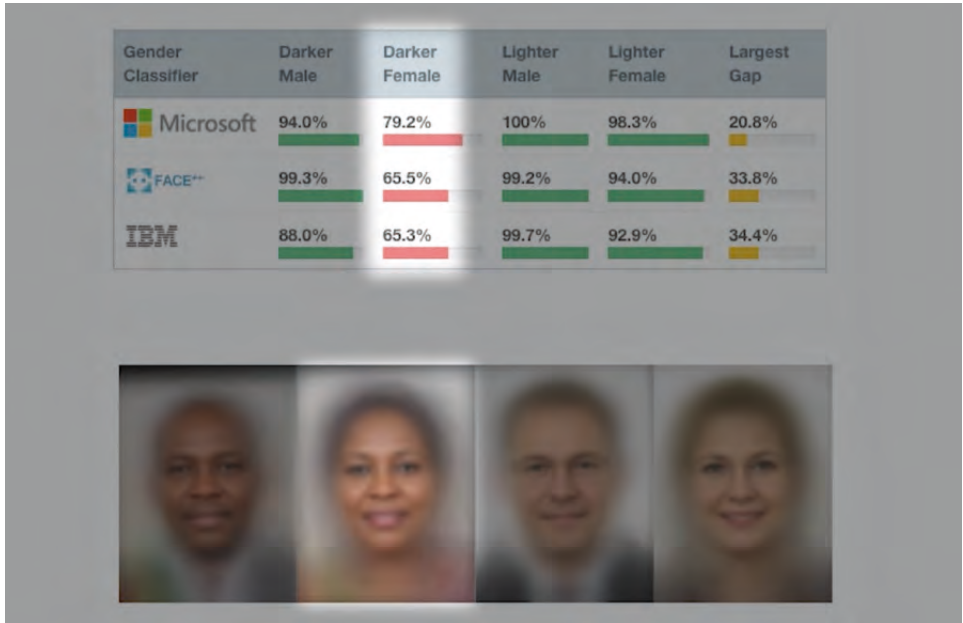 Gender Classifier Darker Male Darker Female Lighter Male Lighter Female Largest Gap
Microsoft 94.0% 79.2% 100% 98.3% 20.8%
FACE++ 99.3% 65.5% 99.2% 94.0% 33.8%
IBM 88.0% 65.3% 99.7% 92.9% 34.4%